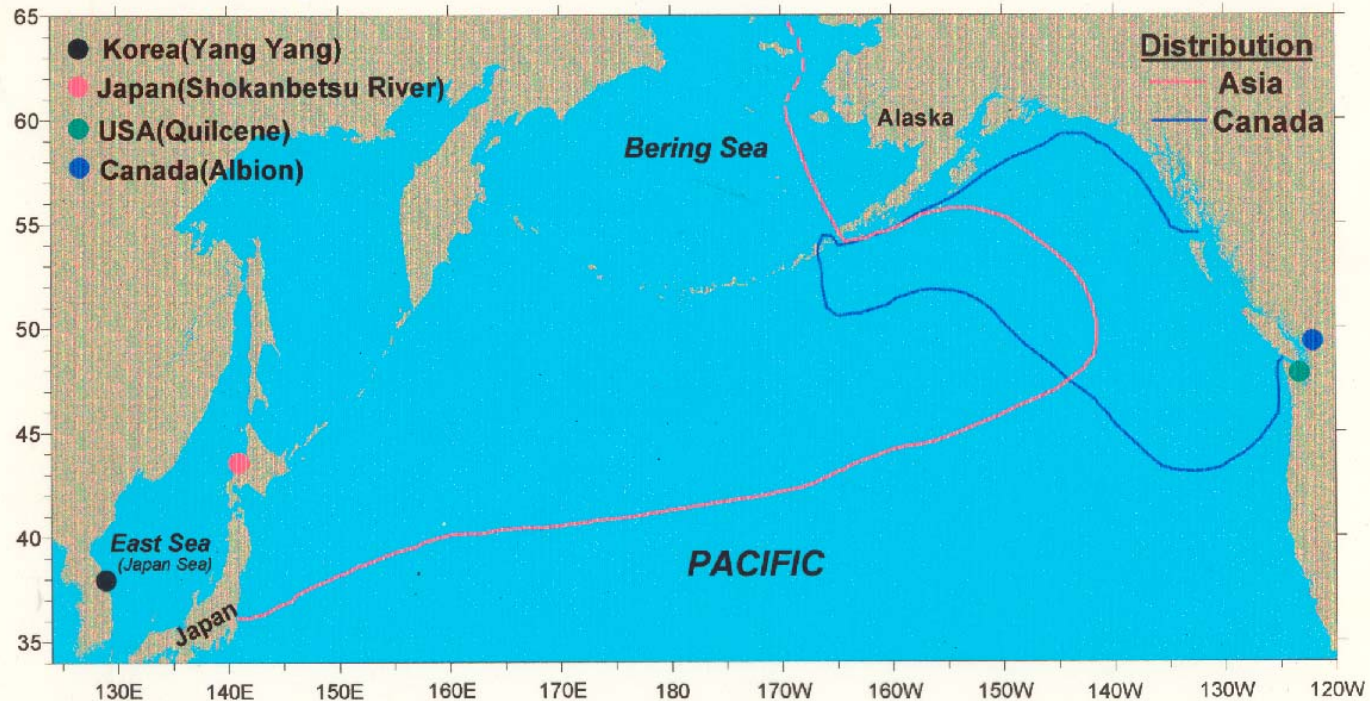 65
60
55
50
45
40
35
Korea(Yang Yang)
Japan(Shokanbetsu River)
USA(Quilcene)
Canada(Albion)
Distribution
Asia
Canada
Alaska
Bering Sea
East Sea
(Japan Sea)
Japan
PACIFIC
130E 140E 150E 160E 170E 180 170W 160W 150W 140W 130W 120W